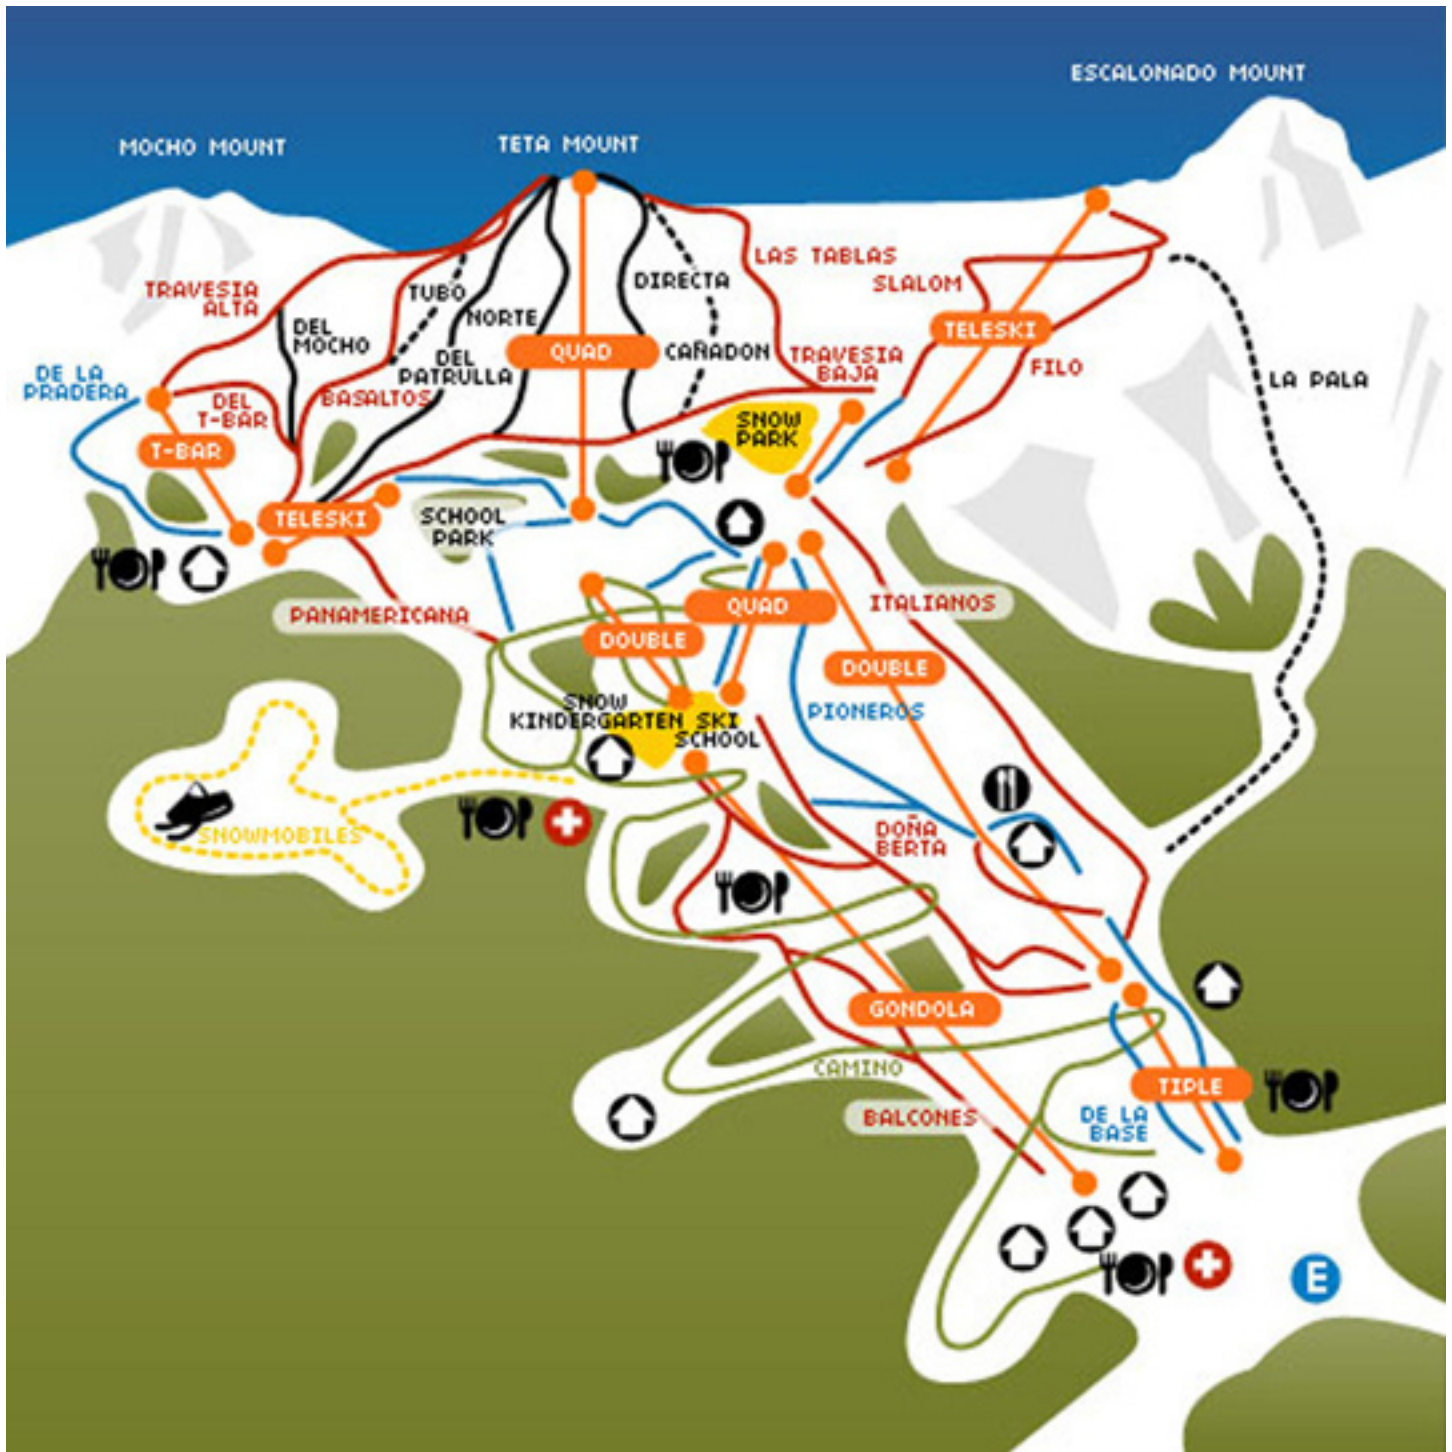 ESCALONADO MOUNT
MOCHO MOUNT
TETA MOUNT
LAS TABLAS
SLALOM
TRAVESIA
ALTA
TUBO
NORTE
DIRECTA
DEL
MOCHO
TELESKI
QUAD
CAÑADON
DEL
PATRULLA
TRAVESIA
BAJA
FILO
LA PALA
DE LA
PRADERA
DEL
T-BAR
BASALTOS
T-BAR
SNOW
PARK
TELESKI
SCHOOL
PARK
PANAMERICANA
QUAD
ITALIANOS
DOUBLE
DOUBLE
PIONEROS
SNOW
KINDERGARTEN
SKI
SCHOOL
SNOWMOBILES
DOÑA
BERTA
GONDOLA
CAMINO
TIPLE
BALCONES
DE LA
BASE
E